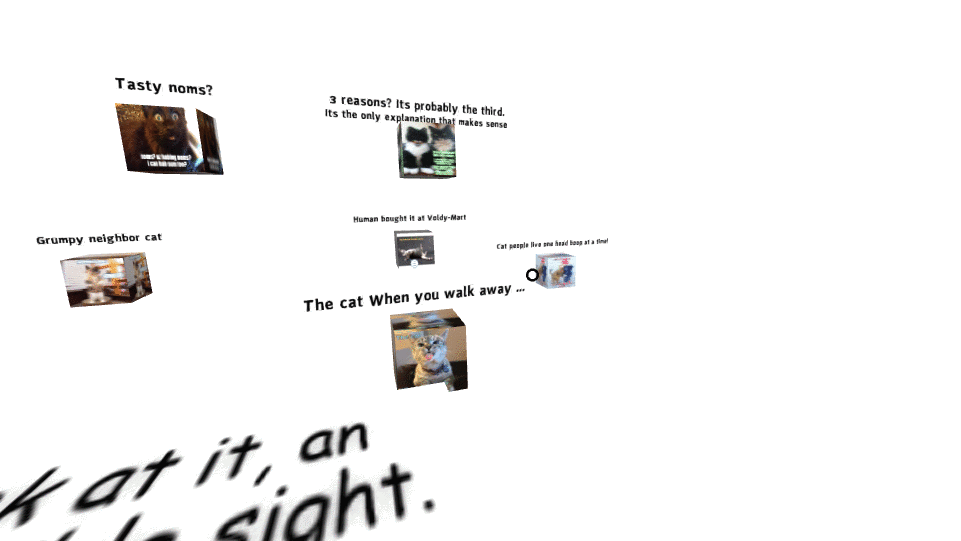 Tasty noms?
3 reasons? Its probably the third.
Its the only explanation that makes sense
Human bought it at Voldy-Mart
Grumpy neighbor cat
Cat people live one head boop at a time!
The cat When you walk away ...
at it, an
sight.